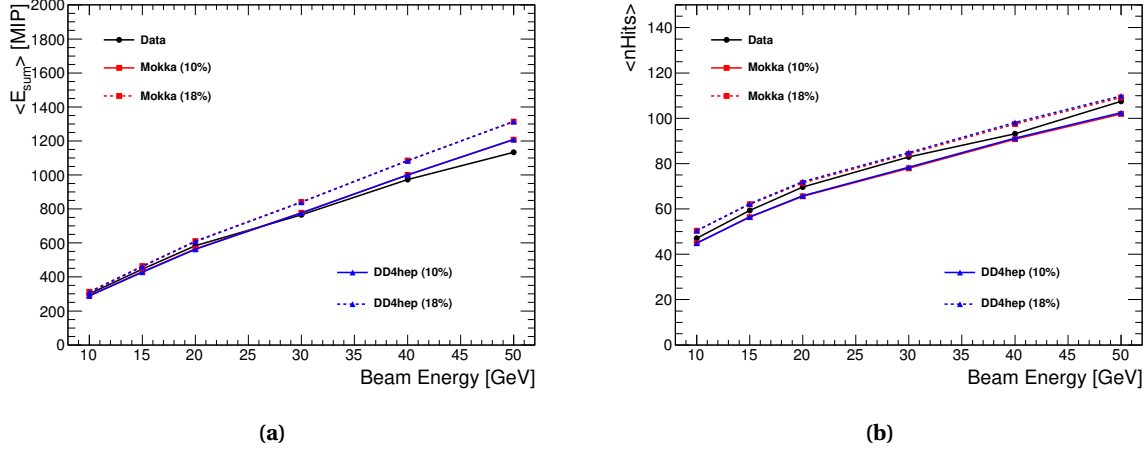 <E_sum> [MIP]
2000
1800
1600
1400
1200
1000
800
600
400
200
0
Data
Mokka (10%)
Mokka (18%)
DD4hep (10%)
DD4hep (18%)
10 15 20 25 30 35 40 45 50
Beam Energy [GeV]
(a)
<nHits>
140
120
100
80
60
40
20
0
Data
Mokka (10%)
Mokka (18%)
DD4hep (10%)
DD4hep (18%)
10 15 20 25 30 35 40 45 50
Beam Energy [GeV]
(b)